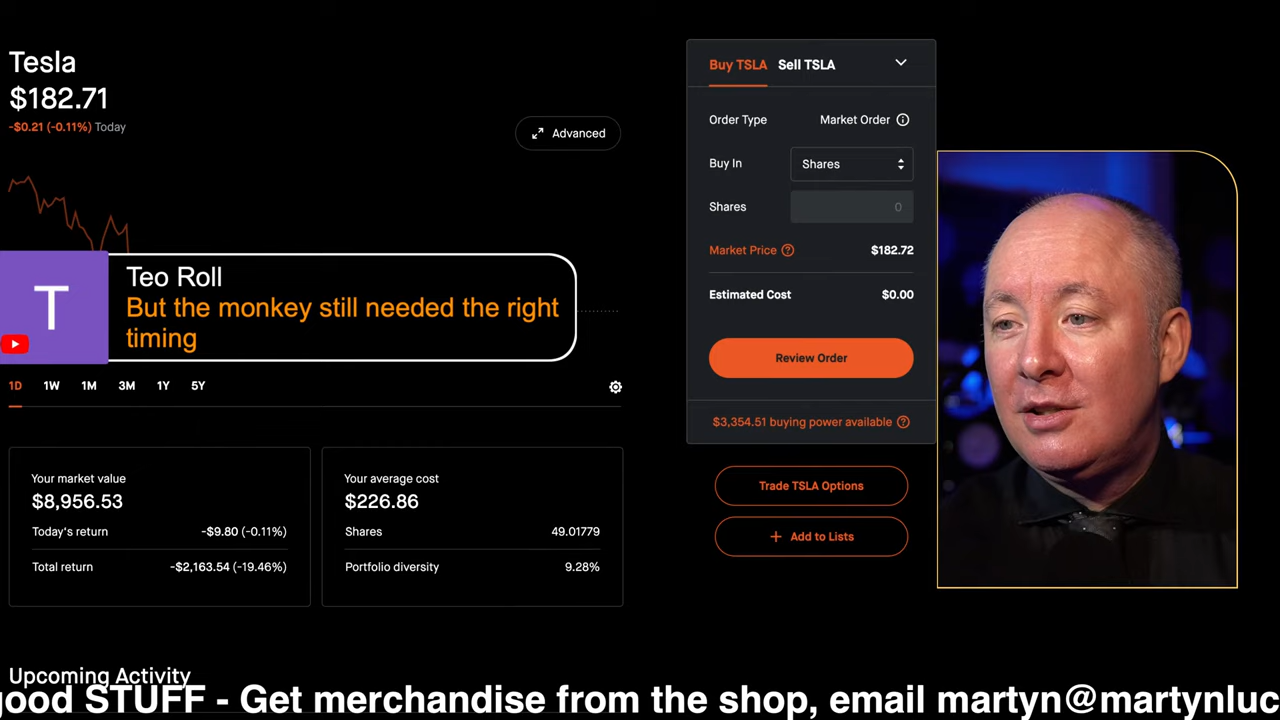 Tesla
$182.71
-$0.21 (-0.11%) Today
Advanced
T
Teo Roll
But the monkey still needed the right
timing
1D 1W 1M 3M 1Y 5Y
Your market value
$8,956.53
Today's return -$9.80 (-0.11%)
Total return -$2,163.54 (-19.46%)
Your average cost
$226.86
Shares 49.01779
Portfolio diversity 9.28%
Buy TSLA Sell TSLA
Order Type Market Order
Buy In Shares
Shares 0
Market Price $182.72
Estimated Cost $0.00
Review Order
$3,354.51 buying power available
Trade TSLA Options
+ Add to Lists
Upcoming Activity
good STUFF - Get merchandise from the shop, email martyn@martynluc